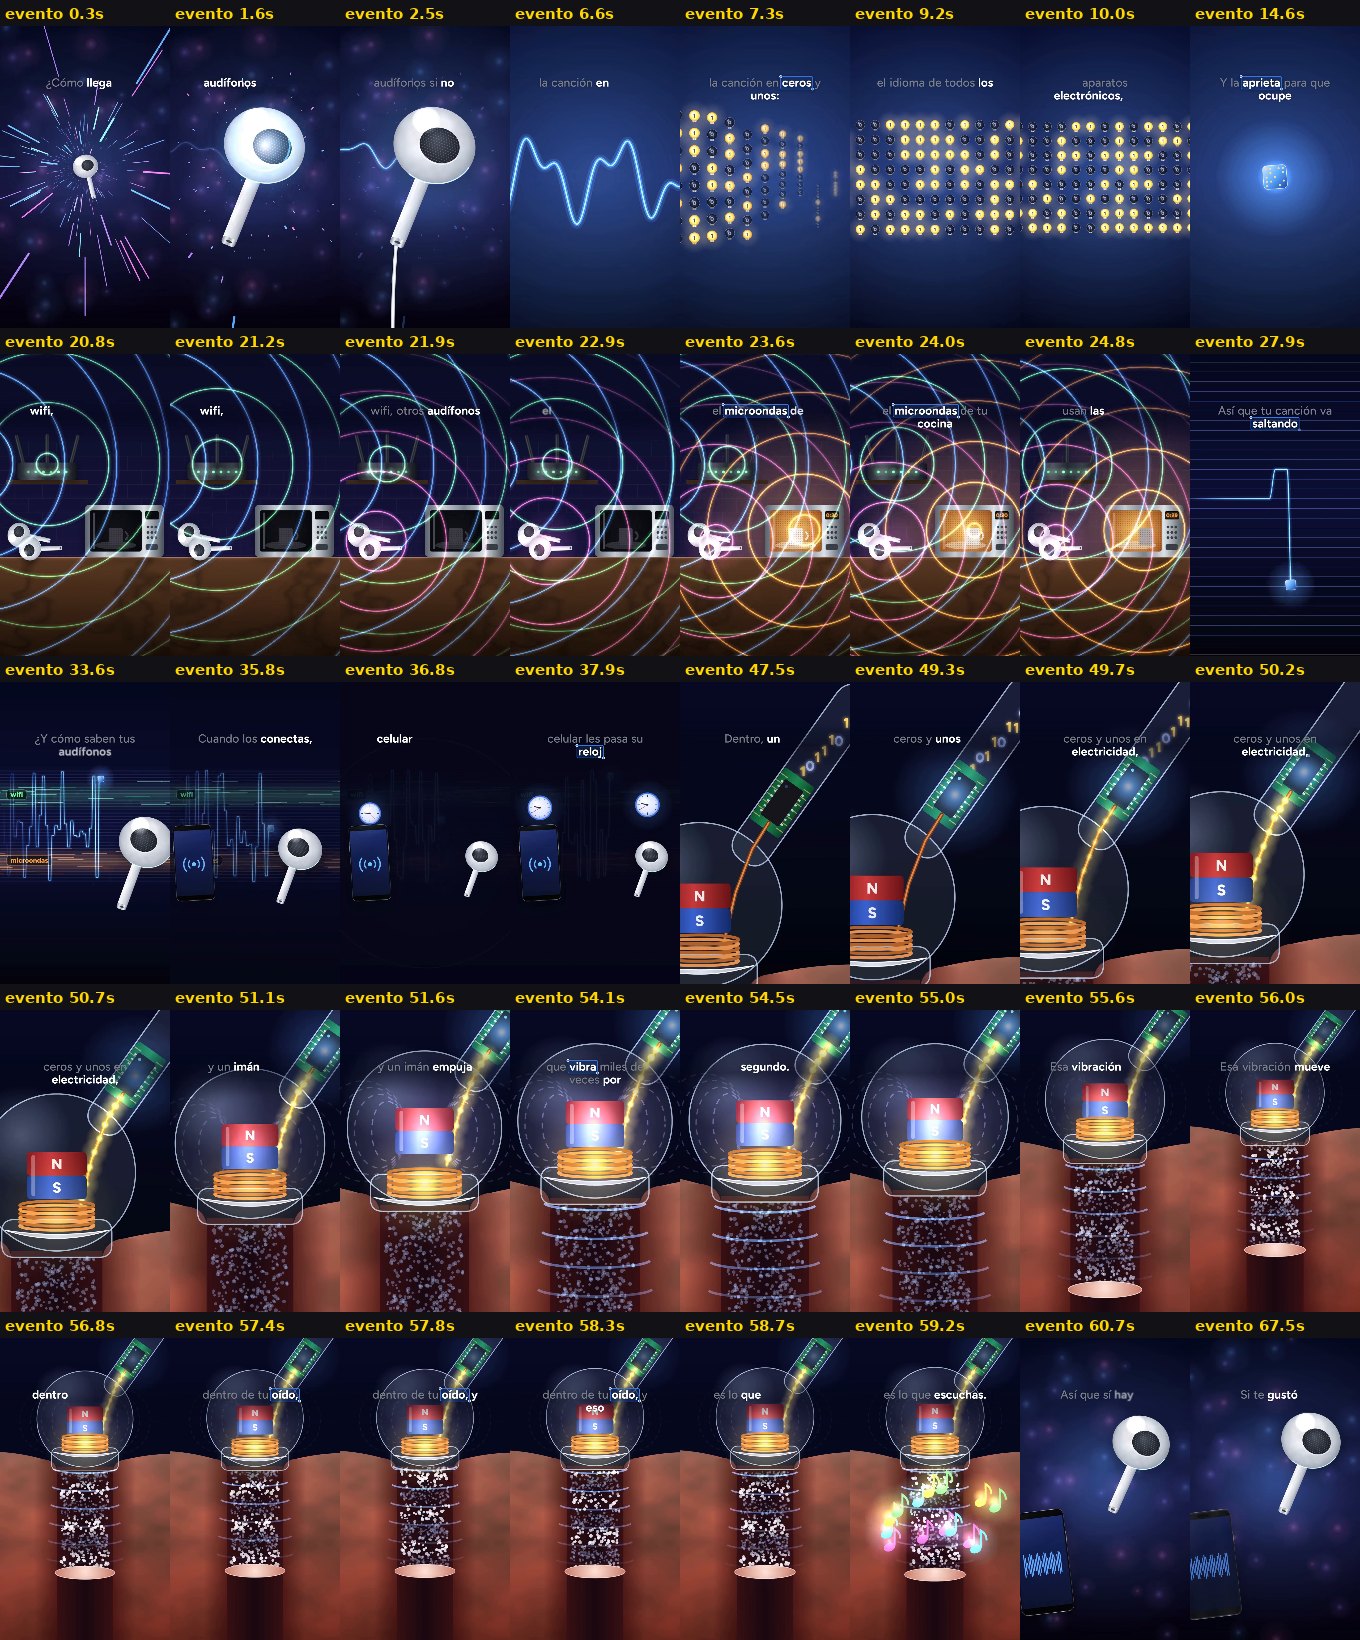 evento 0.3s
¿Cómo llega
evento 1.6s
audífonos
evento 2.5s
audífonos si no
evento 6.6s
la canción en
evento 7.3s
la canción en ceros y
unos:
evento 9.2s
el idioma de todos los
evento 10.0s
aparatos
electrónicos,
evento 14.6s
Y la aprieta para que
ocupe
evento 20.8s
wifi,
evento 21.2s
wifi,
evento 21.9s
wifi, otros audífonos
evento 22.9s
el
evento 23.6s
el microondas de
0:30
evento 24.0s
el microondas de tu
cocina
evento 24.8s
usan las
evento 27.9s
Así que tu canción va
saltando
evento 33.6s
¿Y cómo saben tus
audífonos
wifi
microondas
evento 35.8s
Cuando los conectas,
wifi
evento 36.8s
celular
evento 37.9s
celular les pasa su
reloj
evento 47.5s
Dentro, un
N
S
evento 49.3s
ceros y unos
N
S
evento 49.7s
ceros y unos en
electricidad,
N
S
evento 50.2s
ceros y unos en
electricidad,
N
S
evento 50.7s
ceros y unos en
electricidad,
N
S
evento 51.1s
y un imán
N
S
evento 51.6s
y un imán empuja
N
S
evento 54.1s
que vibra miles de
veces por
N
S
evento 54.5s
segundo.
N
S
evento 55.0s
N
S
evento 55.6s
Esa vibración
N
S
evento 56.0s
Esa vibración mueve
N
S
evento 56.8s
dentro
N
S
evento 57.4s
dentro de tu oído,
N
S
evento 57.8s
dentro de tu oído, y
N
S
evento 58.3s
dentro de tu oído, y
eso
N
S
evento 58.7s
es lo que
N
S
evento 59.2s
es lo que escuchas.
N
S
evento 60.7s
Así que sí hay
evento 67.5s
Si te gustó